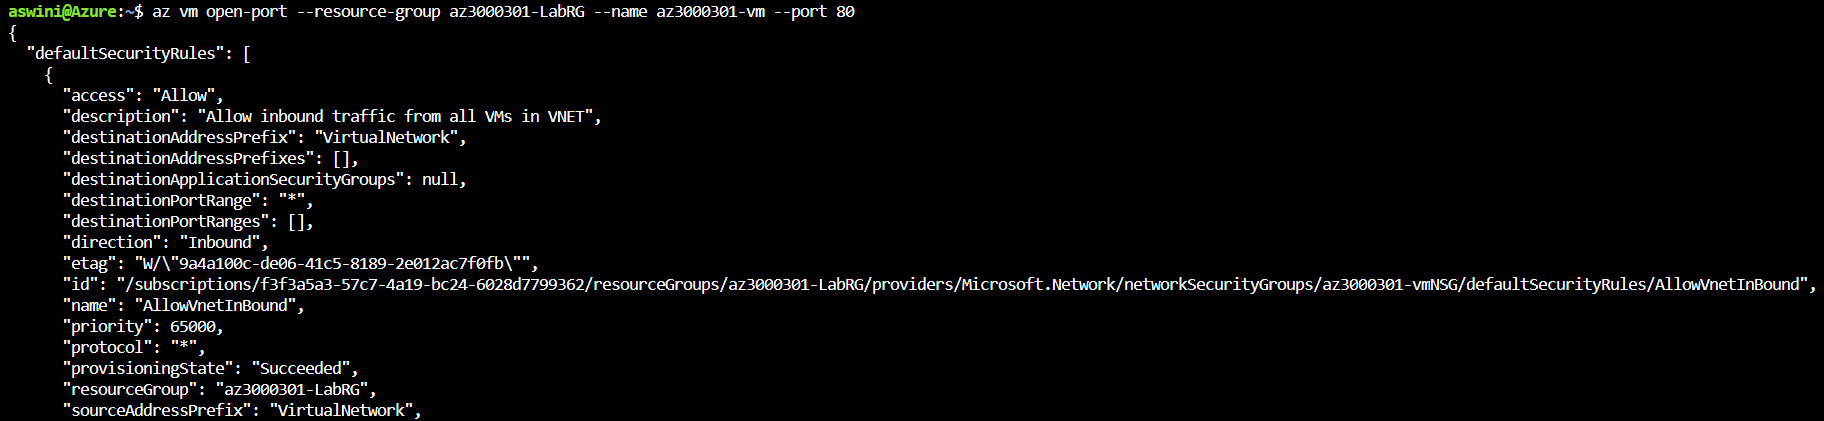 aswini@Azure:~$ az vm open-port --resource-group az3000301-LabRG --name az3000301-vm --port 80
{
  "defaultSecurityRules": [
    {
      "access": "Allow",
      "description": "Allow inbound traffic from all VMs in VNET",
      "destinationAddressPrefix": "VirtualNetwork",
      "destinationAddressPrefixes": [],
      "destinationApplicationSecurityGroups": null,
      "destinationPortRange": "*",
      "destinationPortRanges": [],
      "direction": "Inbound",
      "etag": "W/\"9a4a100c-de06-41c5-8189-2e012ac7f0fb\"",
      "id": "/subscriptions/f3f3a5a3-57c7-4a19-bc24-6028d7799362/resourceGroups/az3000301-LabRG/providers/Microsoft.Network/networkSecurityGroups/az3000301-vmNSG/defaultSecurityRules/AllowVnetInBound",
      "name": "AllowVnetInBound",
      "priority": 65000,
      "protocol": "*",
      "provisioningState": "Succeeded",
      "resourceGroup": "az3000301-LabRG",
      "sourceAddressPrefix": "VirtualNetwork",